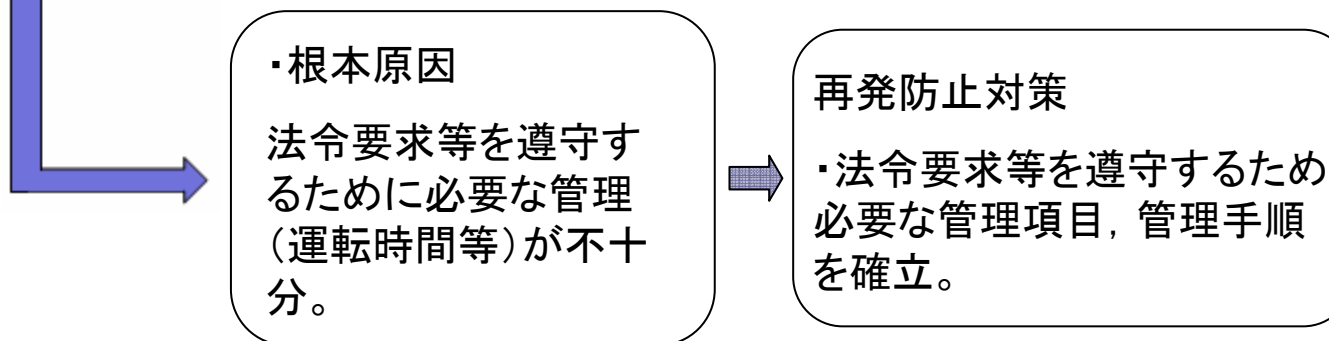 ・根本原因
法令要求等を遵守す
るために必要な管理
（運転時間等）が不十
分。
再発防止対策
・法令要求等を遵守するため
必要な管理項目，管理手順
を確立。